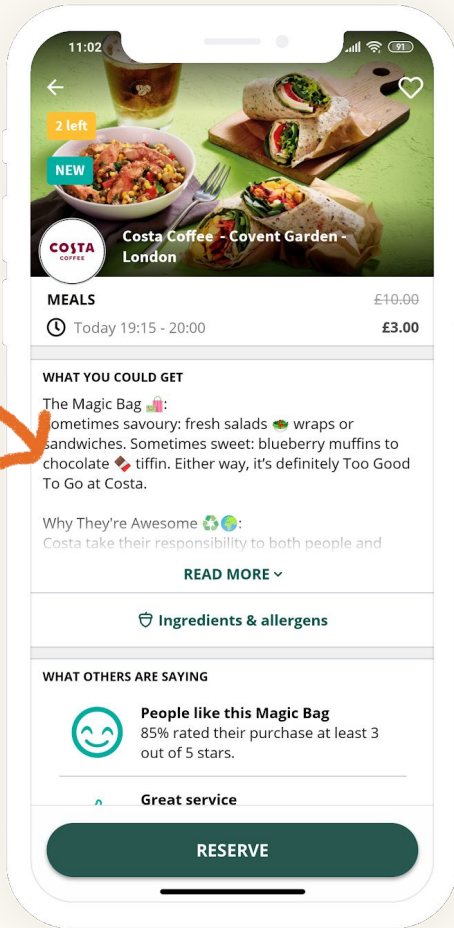 11:02
91
2 left
NEW
COSTA
COFFEE
Costa Coffee - Covent Garden -
London
MEALS
£10.00
Today 19:15 - 20:00
£3.00
WHAT YOU COULD GET
The Magic Bag 🛍️:
Sometimes savoury: fresh salads 🥗 wraps or
sandwiches. Sometimes sweet: blueberry muffins to
chocolate 🍫 tiffin. Either way, it's definitely Too Good
To Go at Costa.
Why They're Awesome ♻️🌍:
Costa take their responsibility to both people and
READ MORE
Ingredients & allergens
WHAT OTHERS ARE SAYING
People like this Magic Bag
85% rated their purchase at least 3
out of 5 stars.
Great service
RESERVE